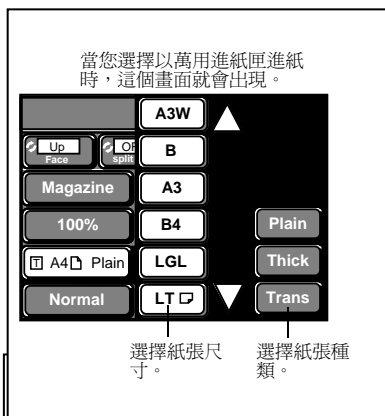 當您選擇以萬用進紙匣進紙
時，這個畫面就會出現。
A3W
Up
Face
OF
split
B
Magazine
A3
100%
B4
Plain
T A4 Plain
LGL
Thick
Normal
LT
Trans
選擇紙張尺
寸。
選擇紙張種
類。